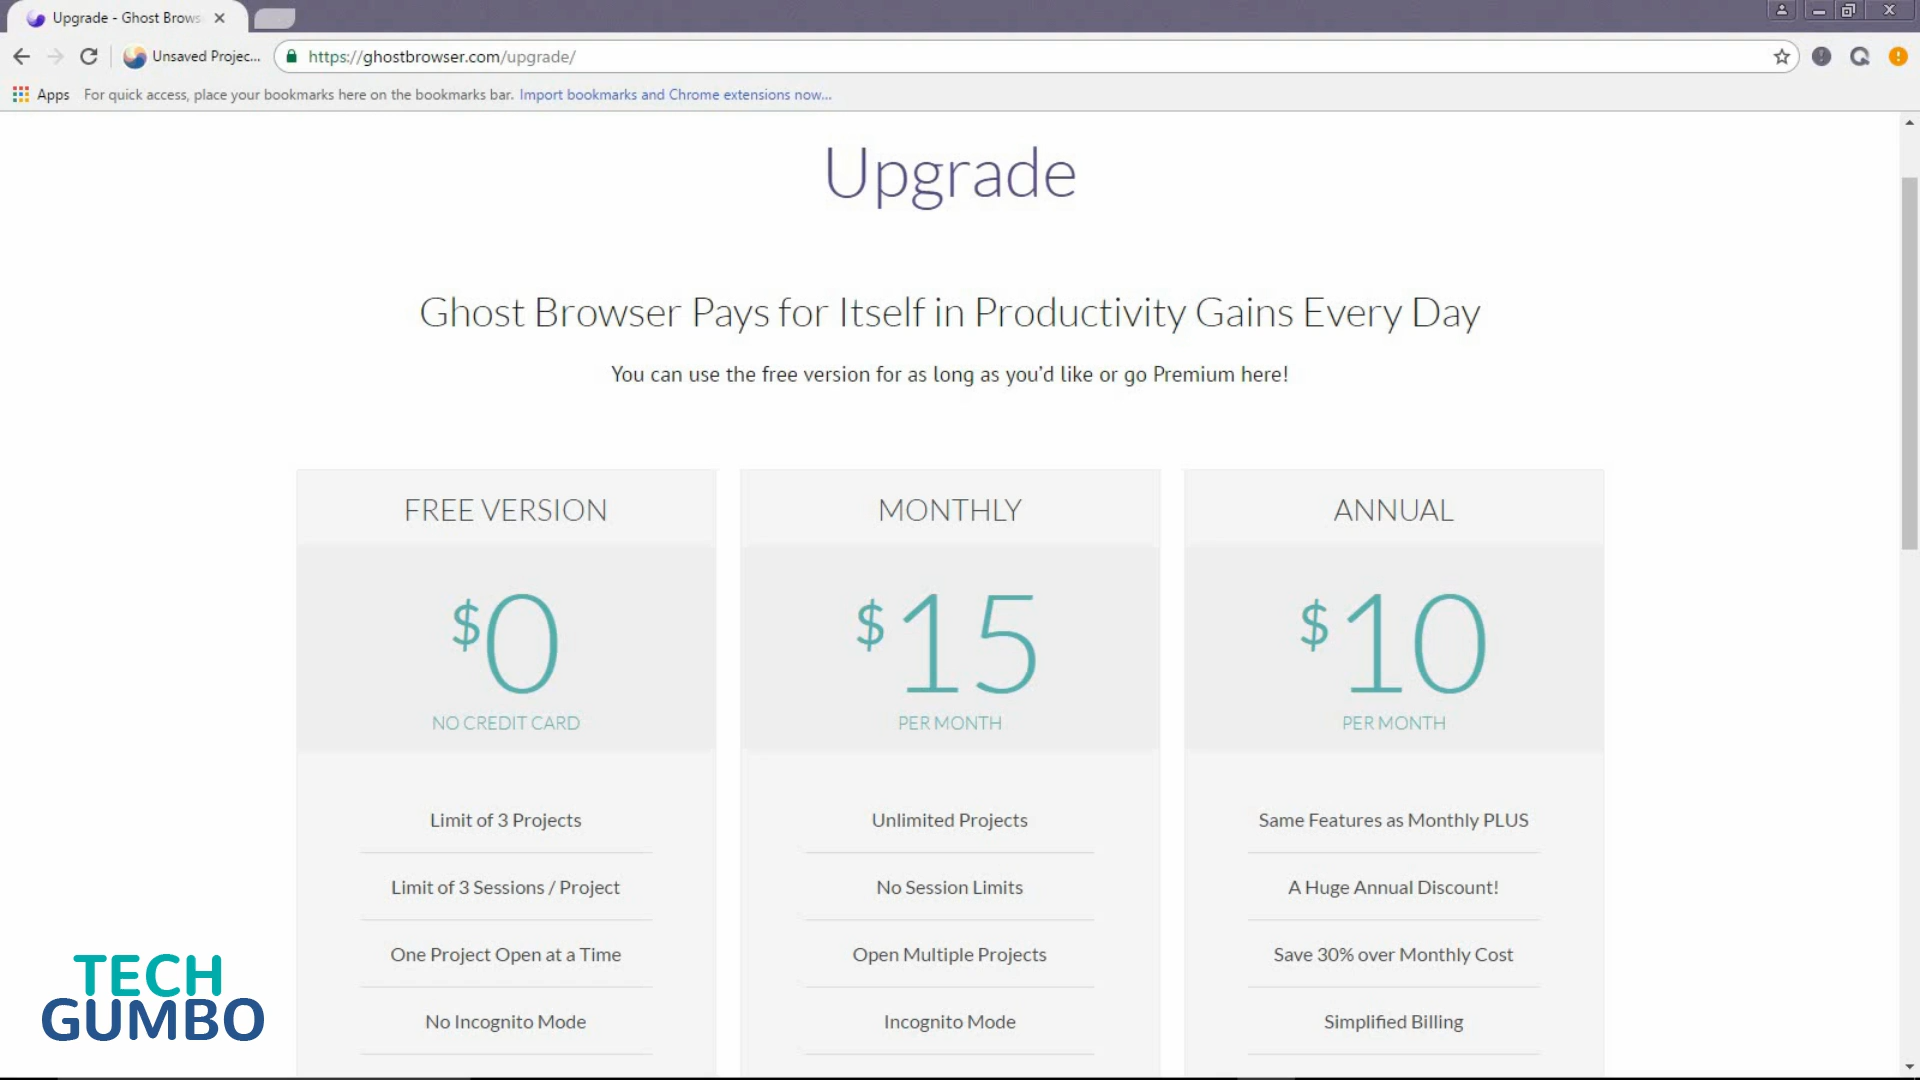 Upgrade - Ghost Brows
Unsaved Projec...
https://ghostbrowser.com/upgrade/
Apps
For quick access, place your bookmarks here on the bookmarks bar. Import bookmarks and Chrome extensions now...
Upgrade
Ghost Browser Pays for Itself in Productivity Gains Every Day
You can use the free version for as long as you'd like or go Premium here!
FREE VERSION
$0
NO CREDIT CARD
Limit of 3 Projects
Limit of 3 Sessions / Project
One Project Open at a Time
No Incognito Mode
MONTHLY
$15
PER MONTH
Unlimited Projects
No Session Limits
Open Multiple Projects
Incognito Mode
ANNUAL
$10
PER MONTH
Same Features as Monthly PLUS
A Huge Annual Discount!
Save 30% over Monthly Cost
Simplified Billing
TECH
GUMBO